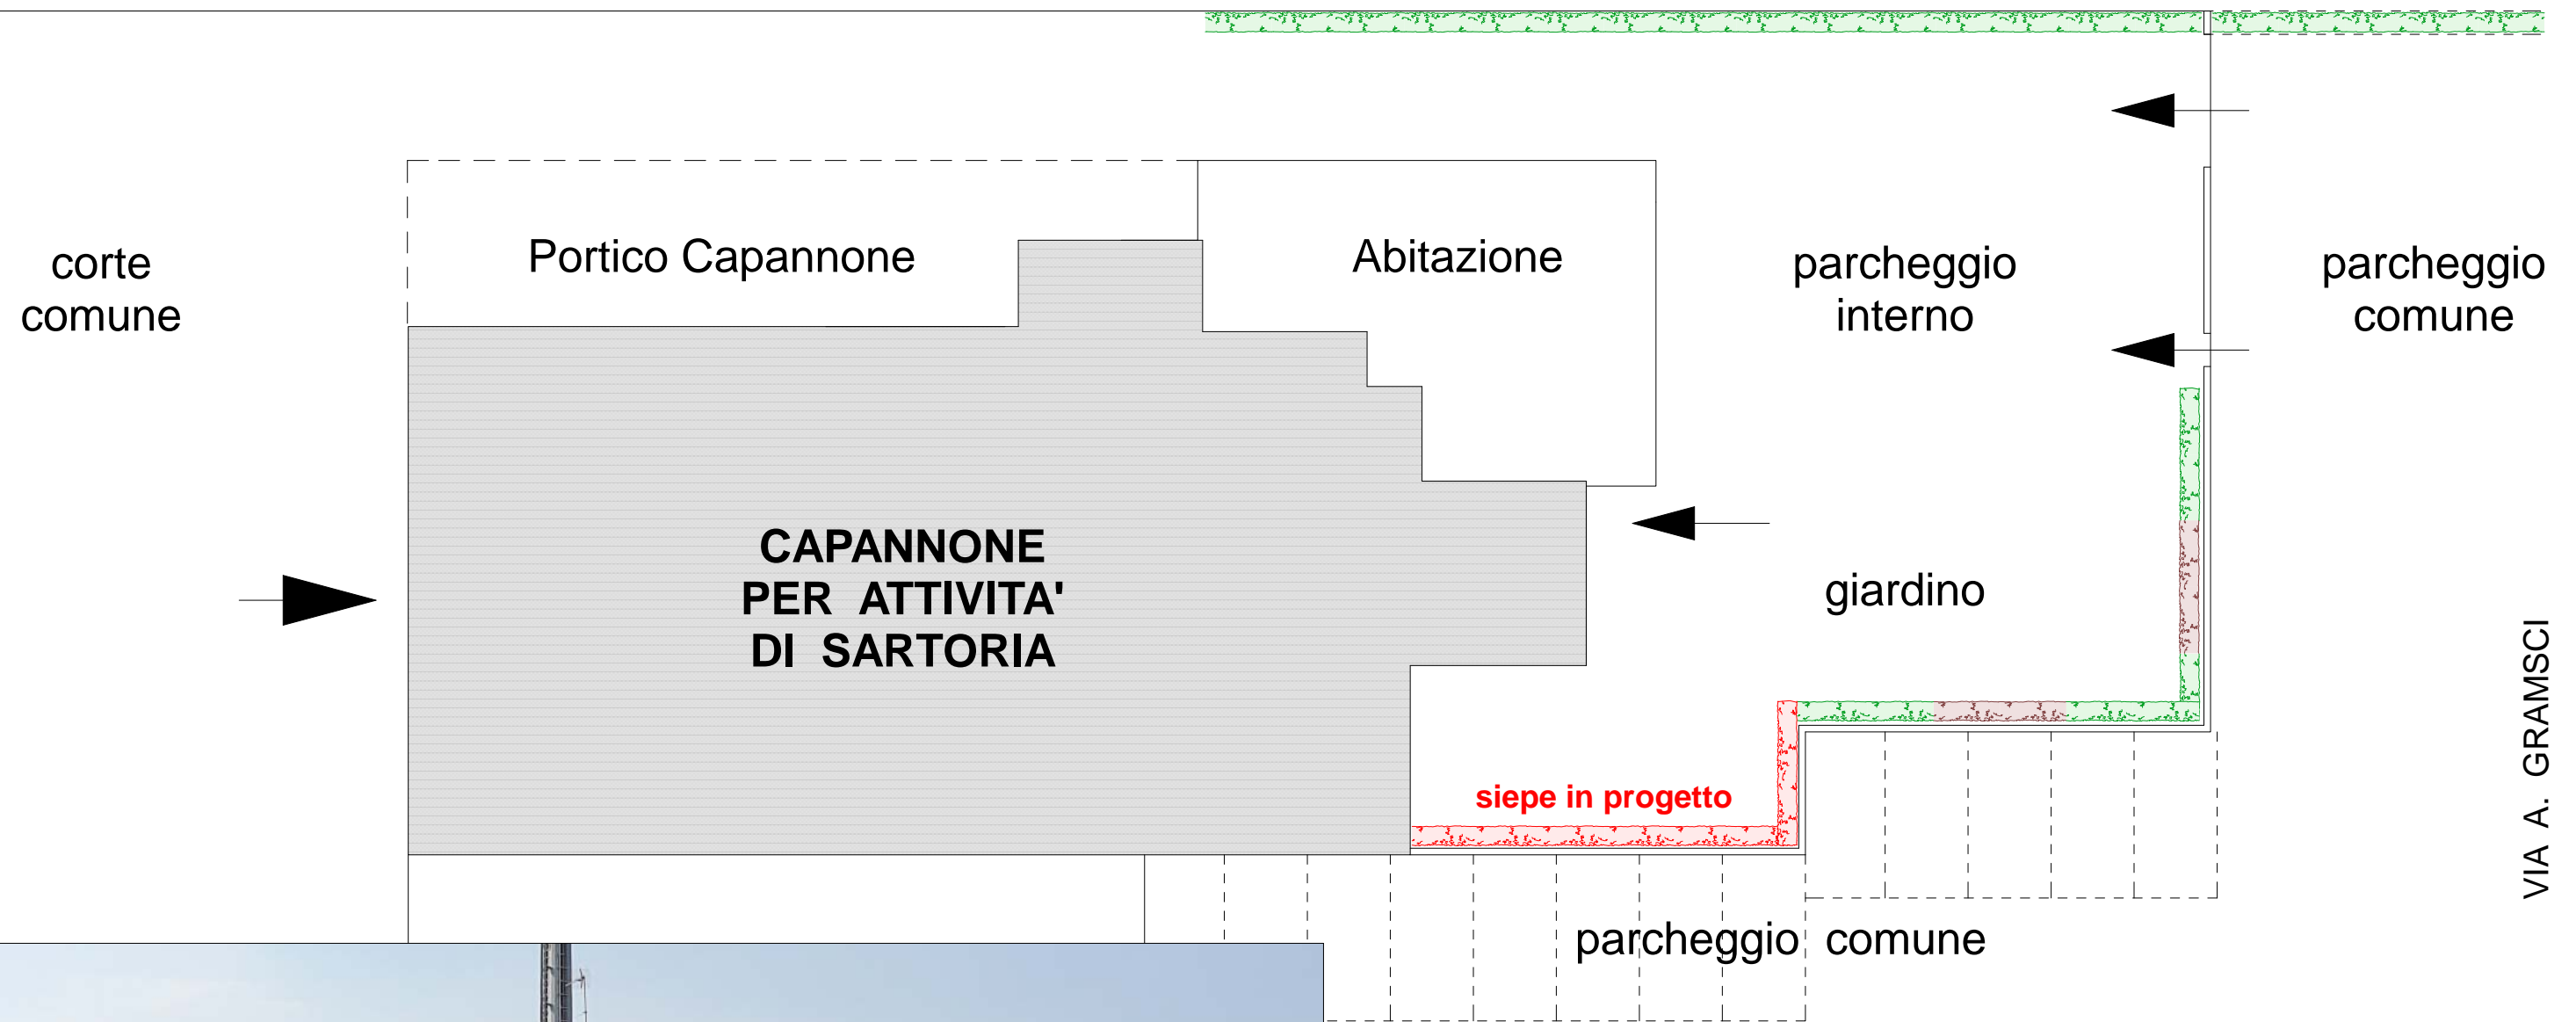 corte
comune
Portico Capannone
Abitazione
parcheggio
interno
parcheggio
comune
CAPANNONE
PER ATTIVITA'
DI SARTORIA
giardino
siepe in progetto
parcheggio comune
VIA A. GRAMSCI